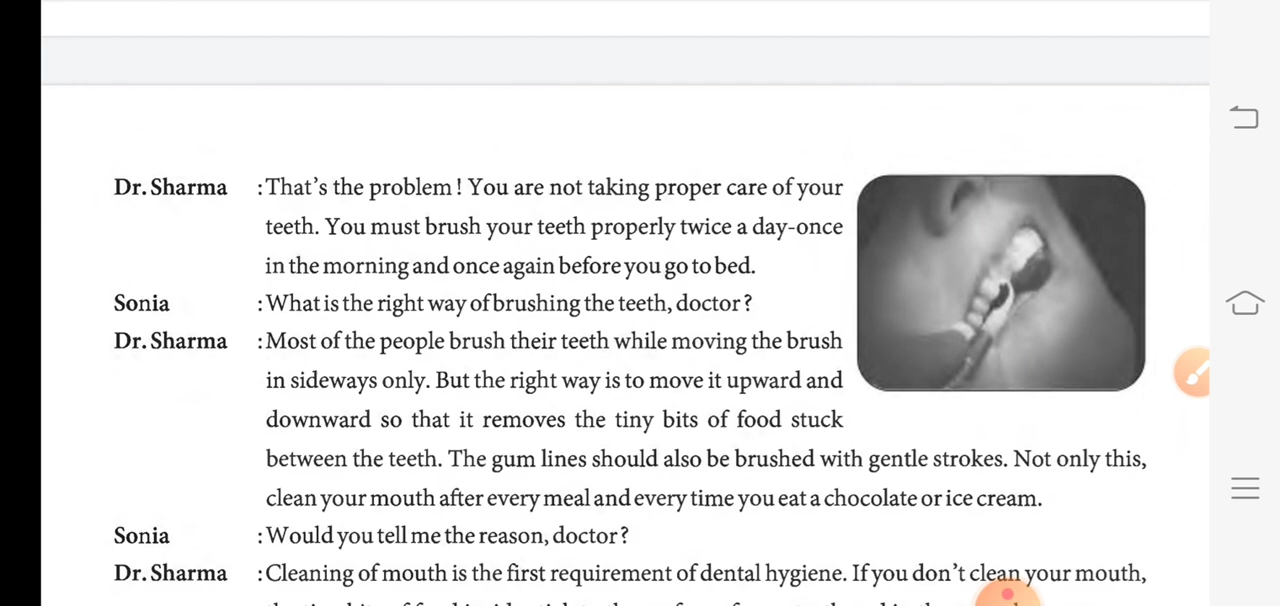 Dr. Sharma : That's the problem! You are not taking proper care of your
teeth. You must brush your teeth properly twice a day-once
in the morning and once again before you go to bed.
Sonia : What is the right way of brushing the teeth, doctor?
Dr. Sharma : Most of the people brush their teeth while moving the brush
in sideways only. But the right way is to move it upward and
downward so that it removes the tiny bits of food stuck
between the teeth. The gum lines should also be brushed with gentle strokes. Not only this,
clean your mouth after every meal and every time you eat a chocolate or ice cream.
Sonia : Would you tell me the reason, doctor?
Dr. Sharma : Cleaning of mouth is the first requirement of dental hygiene. If you don't clean your mouth,